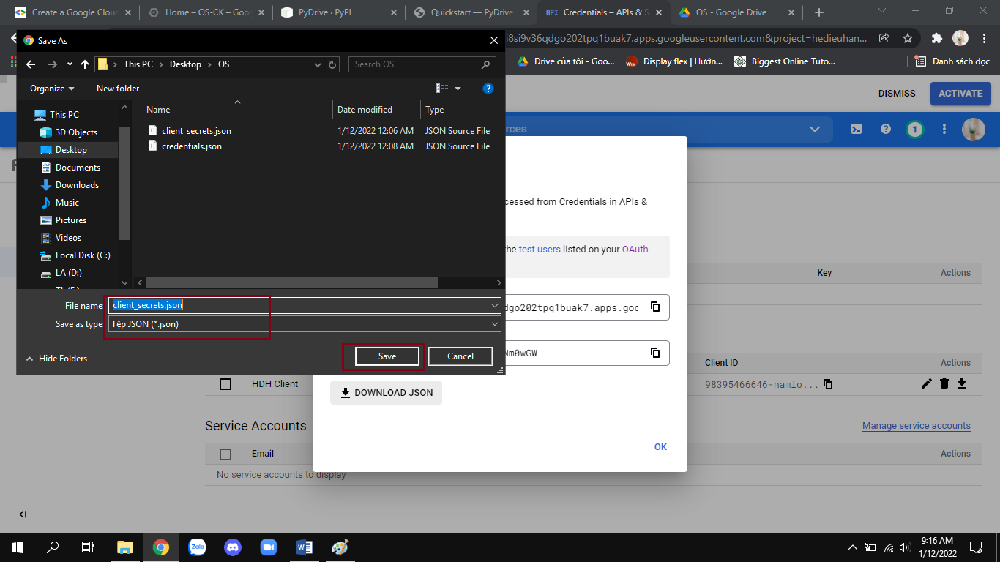 Create a Google Cloud
Home – OS-CK – Goo
PyDrive · PyPI
Quickstart — PyDrive
API Credentials – APIs & S
OS - Google Drive
Save As
i8si9v36qdgo202tpq1buak7.apps.googleusercontent.com&project=hedieuhan...
This PC
Desktop
OS
Search OS
Drive của tôi - Goo...
Display flex | Hướn...
Biggest Online Tuto...
Danh sách đọc
Organize
New folder
DISMISS
ACTIVATE
Name
Date modified
Type
This PC
3D Objects
Desktop
Documents
Downloads
Music
Pictures
Videos
Local Disk (C:)
LA (D:)
client_secrets.json
1/12/2022 12:06 AM
JSON Source File
credentials.json
1/12/2022 12:08 AM
JSON Source File
rces
1
cessed from Credentials in APIs &
he test users listed on your OAuth
Key
Actions
File name:
client_secrets.json
Save as type:
Tệp JSON (*.json)
Hide Folders
Save
Cancel
dgo202tpq1buak7.apps.goo
Nm0wGW
Client ID
Actions
HDH Client
98395466646-namlo...
DOWNLOAD JSON
OK
Service Accounts
Manage service accounts
Email
Actions
No service accounts to display
Zalo
9:16 AM
1/12/2022